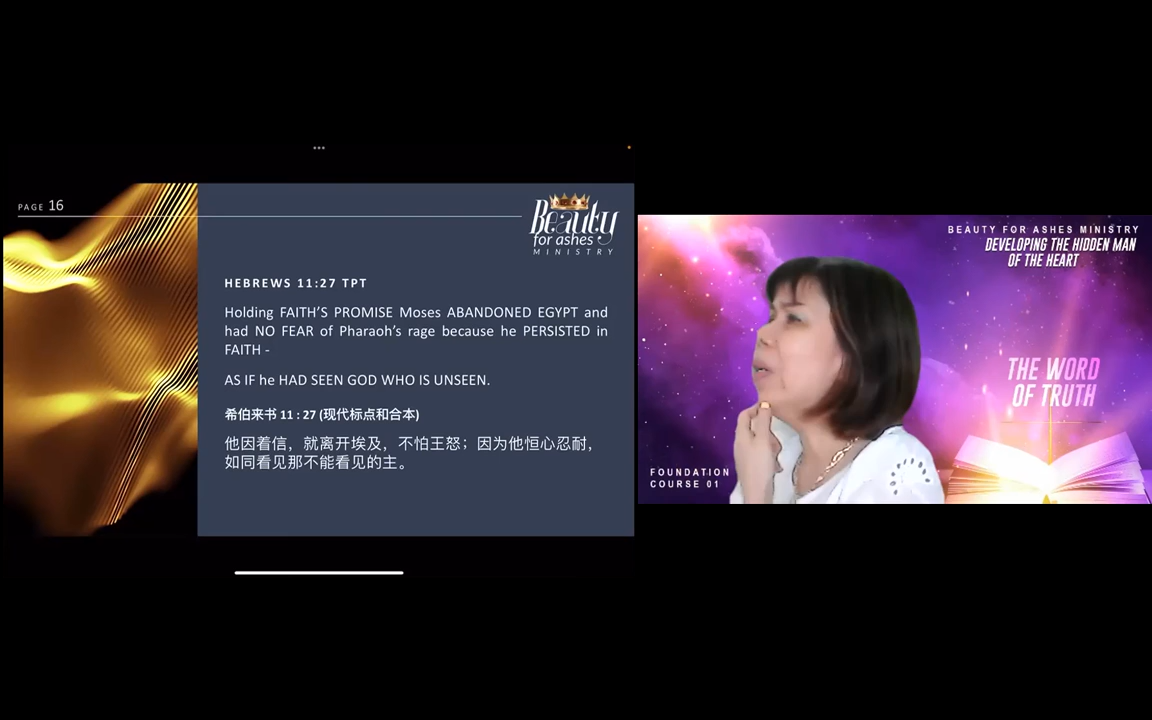 PAGE 16
Beauty
for ashes
MINISTRY
HEBREWS 11:27 TPT
Holding FAITH'S PROMISE Moses ABANDONED EGYPT and
had NO FEAR of Pharaoh's rage because he PERSISTED in
FAITH -
AS IF he HAD SEEN GOD WHO IS UNSEEN.
希伯来书 11 : 27 (现代标点和合本)
他因着信，就离开埃及，不怕王怒；因为他恒心忍耐，
如同看见那不能看见的主。
BEAUTY FOR ASHES MINISTRY
DEVELOPING THE HIDDEN MAN
OF THE HEART
THE WORD
OF TRUTH
FOUNDATION
COURSE 01